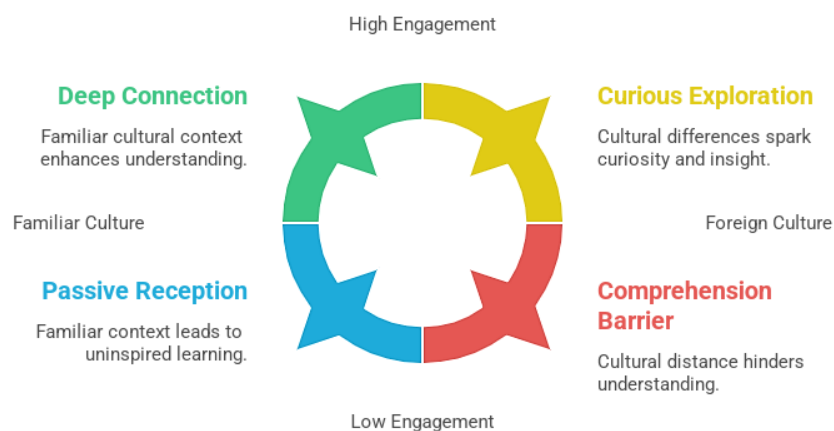 High Engagement
Deep Connection
Familiar cultural context
enhances understanding.
Curious Exploration
Cultural differences spark
curiosity and insight.
Familiar Culture
Foreign Culture
Passive Reception
Familiar context leads to
uninspired learning.
Comprehension
Barrier
Cultural distance hinders
understanding.
Low Engagement